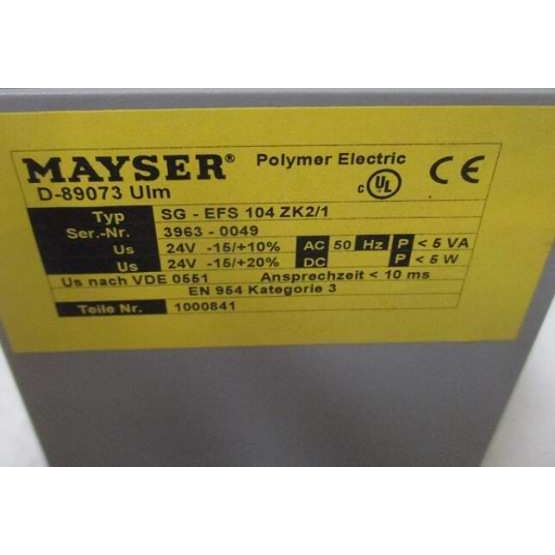 MAYSER® Polymer Electric
D-89073 Ulm
c UL ® CE
Typ SG - EFS 104 ZK2/1
Ser.-Nr. 3963 - 0049
Us 24V -15/+10% AC 50 Hz P < 5 VA
Us 24V -15/+20% DC P < 5 W
Us nach VDE 0551 Ansprechzeit < 10 ms
EN 954 Kategorie 3
Teile Nr. 1000841